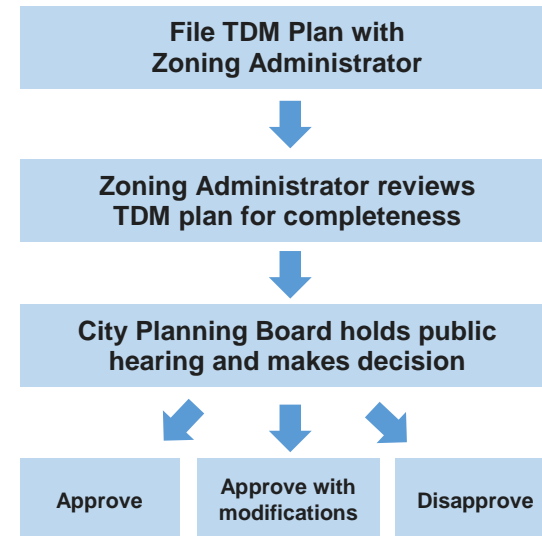 File TDM Plan with
Zoning Administrator
Zoning Administrator reviews
TDM plan for completeness
City Planning Board holds public
hearing and makes decision
Approve
Approve with
modifications
Disapprove